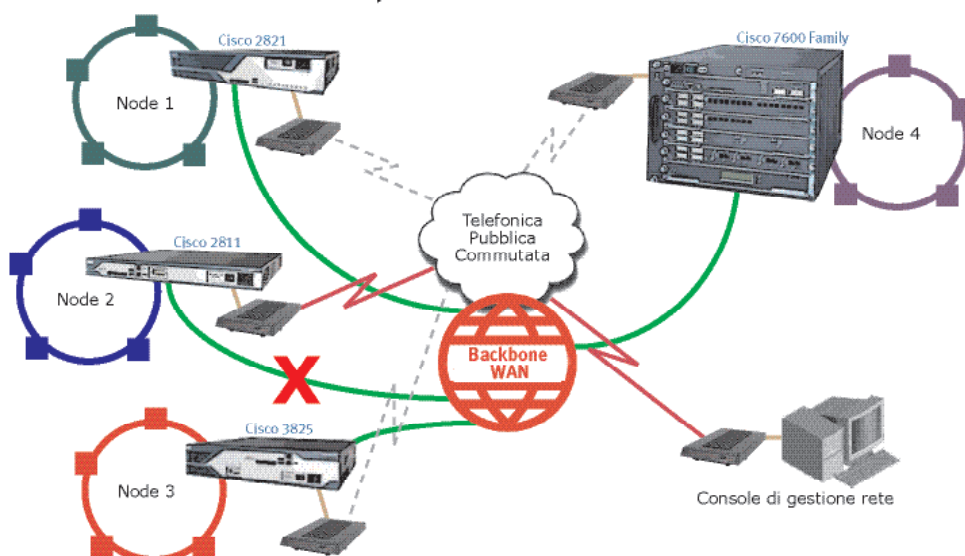 Cisco 2821
Cisco 7600 Family
Node 1
Node 4
Telefonica
Pubblica
Commutata
Cisco 2811
Node 2
Backbone
WAN
X
Cisco 3825
Node 3
Console di gestione rete